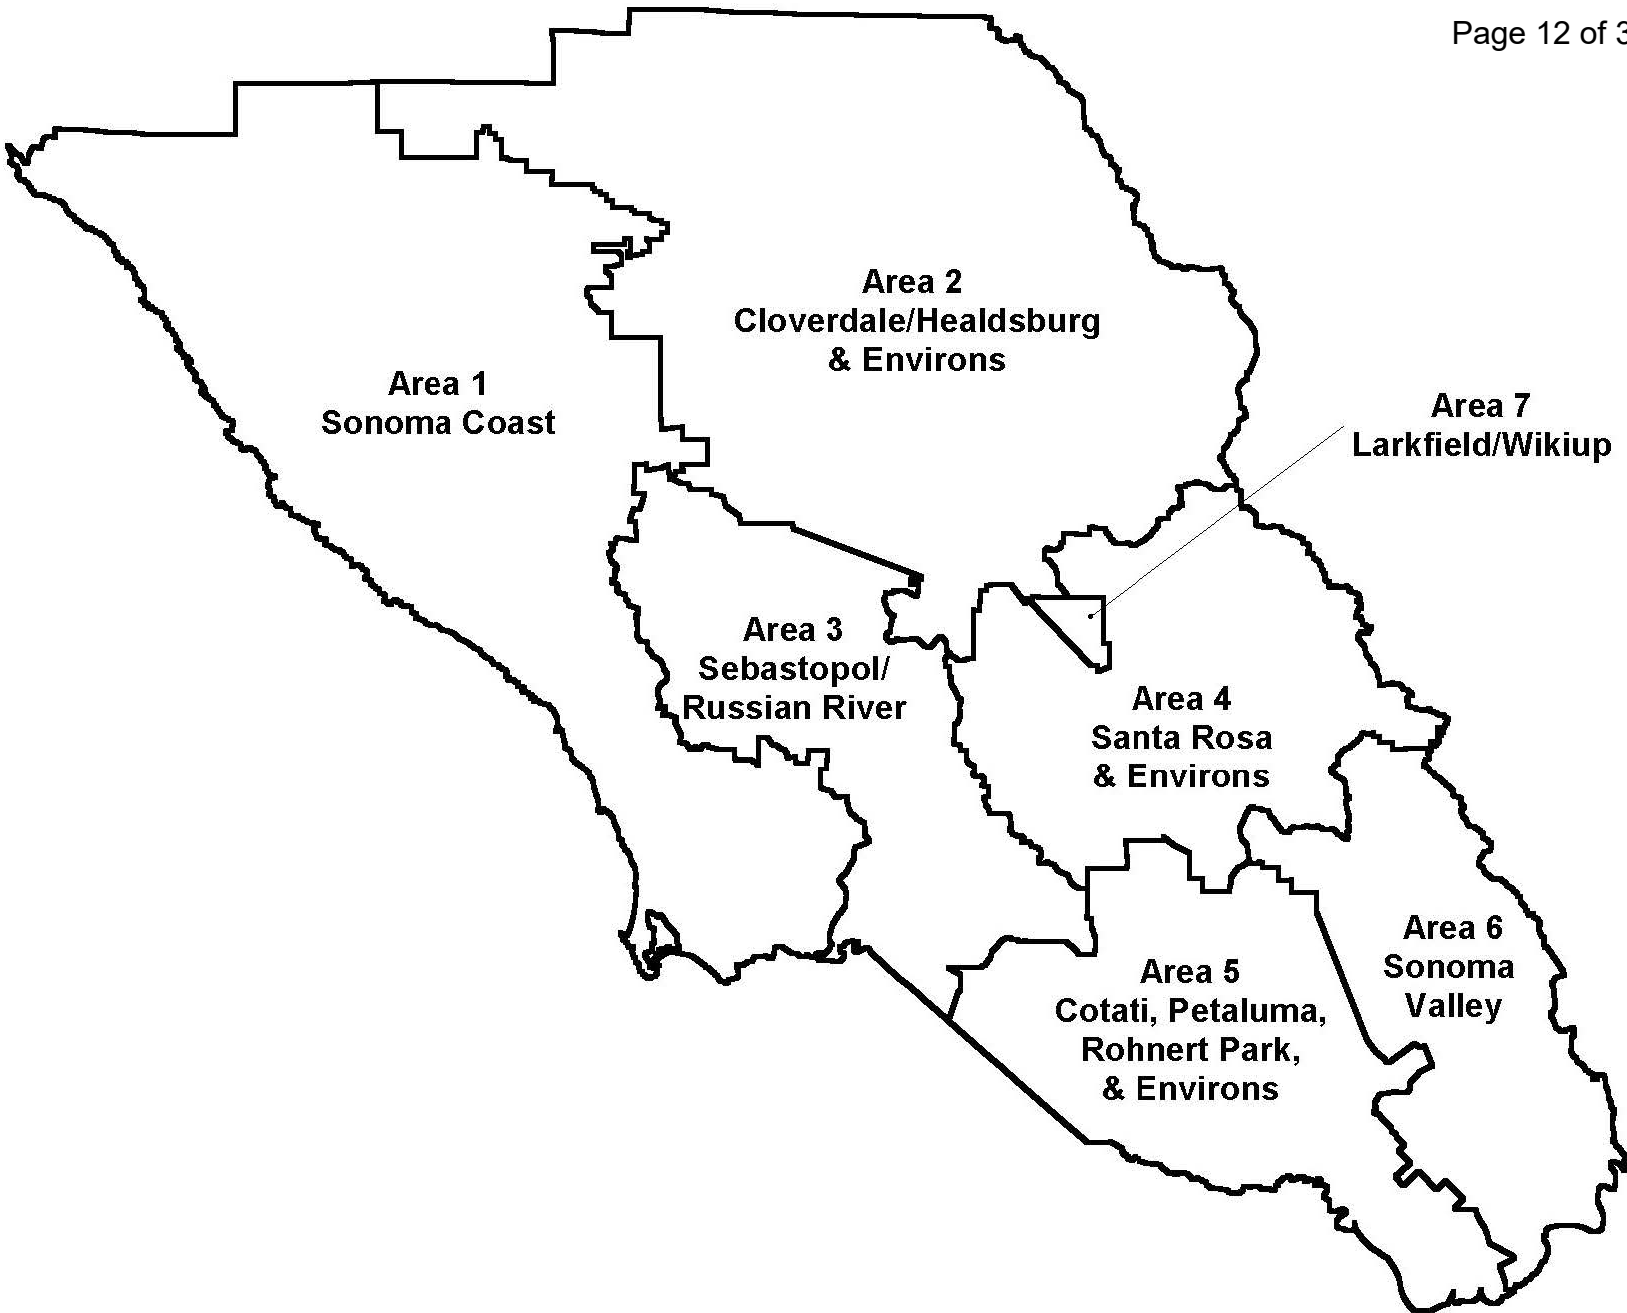 Page 12 of 3
Area 2
Cloverdale/Healdsburg
& Environs
Area 1
Sonoma Coast
Area 7
Larkfield/Wikiup
Area 3
Sebastopol/
Russian River
Area 4
Santa Rosa
& Environs
Area 6
Sonoma
Valley
Area 5
Cotati, Petaluma,
Rohnert Park,
& Environs